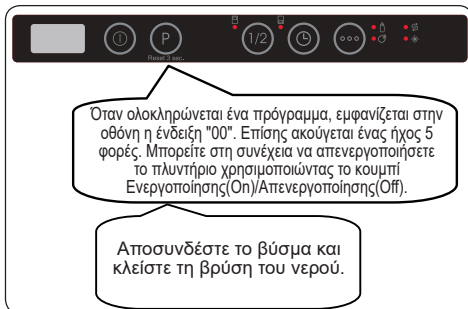 P
1/2
Reset 3 sec.
Όταν ολοκληρώνεται ένα πρόγραμμα, εμφανίζεται στην
οθόνη η ένδειξη "00". Επίσης ακούγεται ένας ήχος 5
φορές. Μπορείτε στη συνέχεια να απενεργοποιήσετε
το πλυντήριο χρησιμοποιώντας το κουμπί
Ενεργοποίησης(On)/Απενεργοποίησης(Off).
Αποσυνδέστε το βύσμα και
κλείστε τη βρύση του νερού.